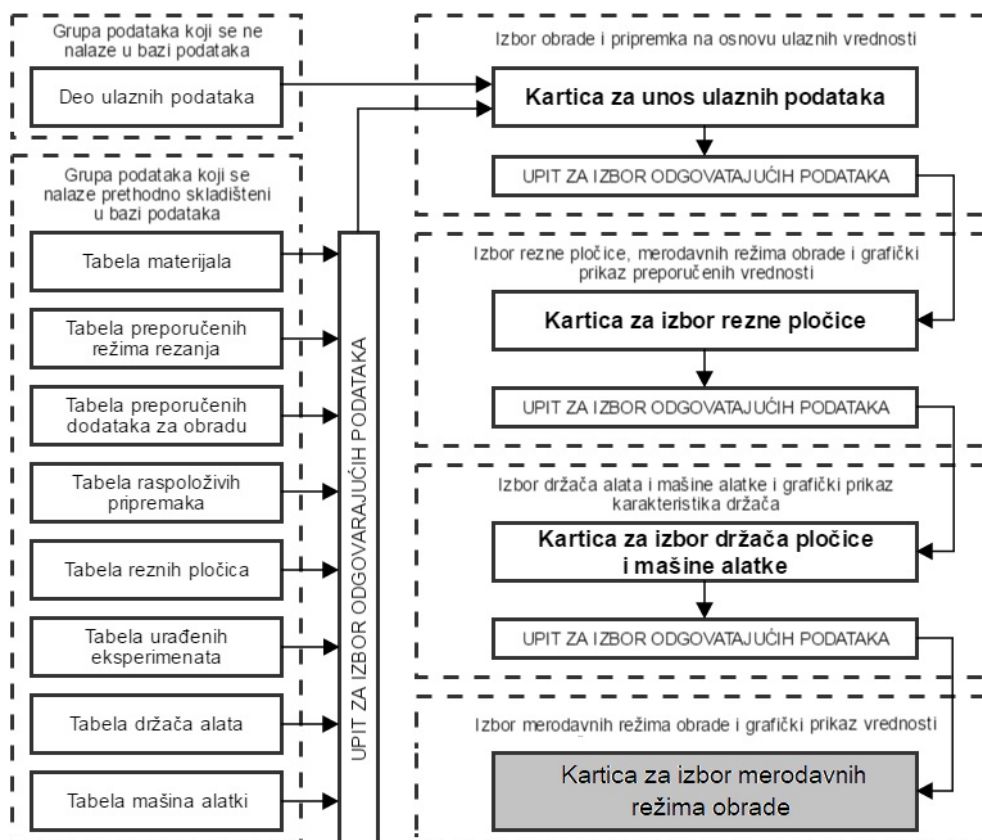 Grupa podataka koji se ne
nalaze u bazi podataka
Deo ulaznih podataka
Grupa podataka koji se
nalaze prethodno skladišteni
u bazi podataka
Tabela materijala
Tabela preporučenih
režima rezanja
Tabela preporučenih
dodataka za obradu
Tabela raspoloživih
pripremaka
Tabela reznih pločica
Tabela urađenih
eksperimenata
Tabela držača alata
Tabela mašina alatki
UPIT ZA IZBOR ODGOVARAJUĆIH PODATAKA
Izbor obrade i pripremka na osnovu ulaznih vrednosti
Kartica za unos ulaznih podataka
UPIT ZA IZBOR ODGOVATAJUĆIH PODATAKA
Izbor rezne pločice, merodavnih režima obrade i grafički
prikaz preporučenih vrednosti
Kartica za izbor rezne pločice
UPIT ZA IZBOR ODGOVATAJUĆIH PODATAKA
Izbor držača alata i mašine alatke i grafički prikaz
karakteristika držača
Kartica za izbor držača pločice
i mašine alatke
UPIT ZA IZBOR ODGOVATAJUĆIH PODATAKA
Izbor merodavnih režima obrade i grafički prikaz vrednosti
Kartica za izbor merodavnih
režima obrade